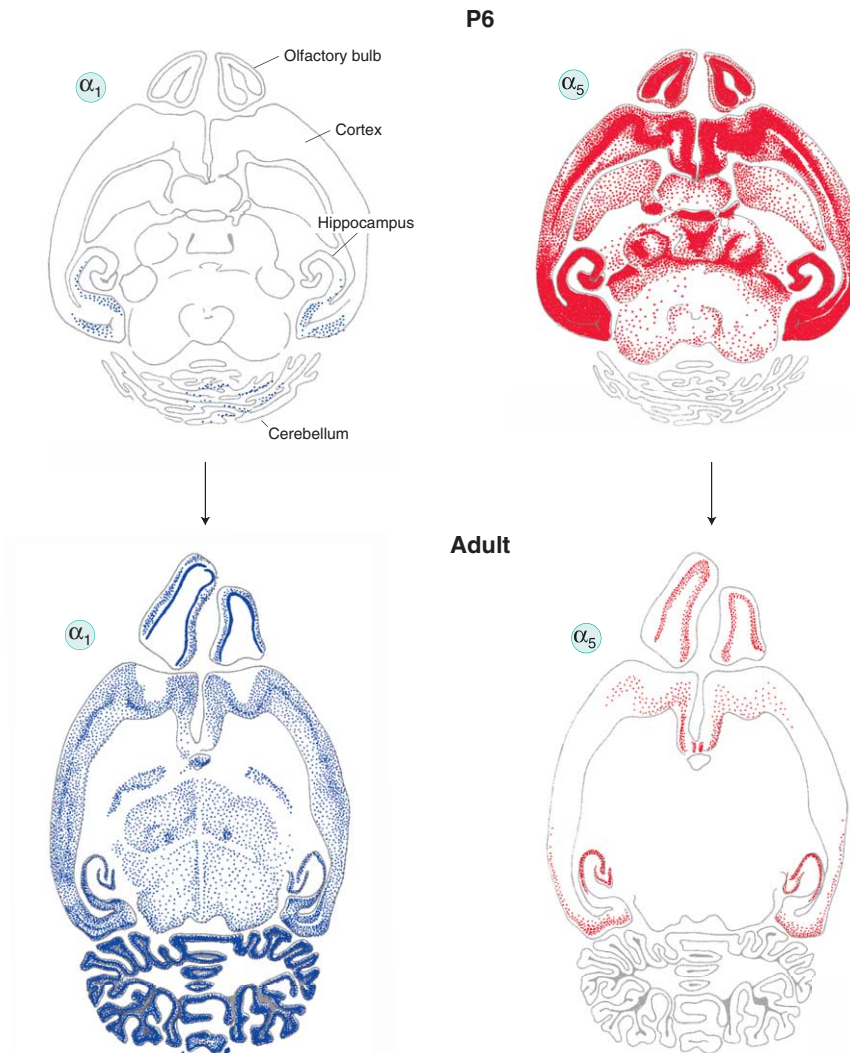 P6
Olfactory bulb
α1
α5
Cortex
Hippocampus
Cerebellum
Adult
α1
α5